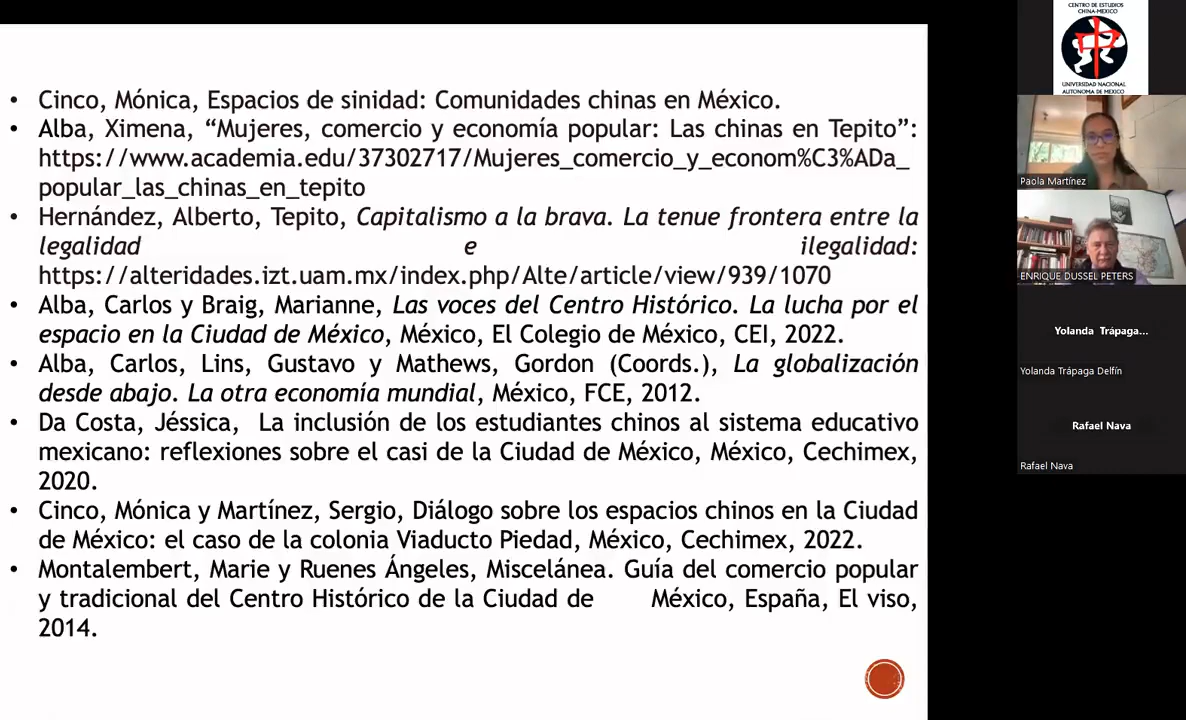 • Cinco, Mónica, Espacios de sinidad: Comunidades chinas en México.
• Alba, Ximena, “Mujeres, comercio y economía popular: Las chinas en Tepito”:
https://www.academia.edu/37302717/Mujeres_comercio_y_econom%C3%ADa_
popular_las_chinas_en_tepito
• Hernández, Alberto, Tepito, Capitalismo a la brava. La tenue frontera entre la
legalidad e ilegalidad:
https://alteridades.izt.uam.mx/index.php/Alte/article/view/939/1070
• Alba, Carlos y Braig, Marianne, Las voces del Centro Histórico. La lucha por el
espacio en la Ciudad de México, México, El Colegio de México, CEI, 2022.
• Alba, Carlos, Lins, Gustavo y Mathews, Gordon (Coords.), La globalización
desde abajo. La otra economía mundial, México, FCE, 2012.
• Da Costa, Jéssica, La inclusión de los estudiantes chinos al sistema educativo
mexicano: reflexiones sobre el casi de la Ciudad de México, México, Cechimex,
2020.
• Cinco, Mónica y Martínez, Sergio, Diálogo sobre los espacios chinos en la Ciudad
de México: el caso de la colonia Viaducto Piedad, México, Cechimex, 2022.
• Montalembert, Marie y Ruenes Ángeles, Miscelánea. Guía del comercio popular
y tradicional del Centro Histórico de la Ciudad de México, España, El viso,
2014.
CENTRO DE ESTUDIOS
CHINA-MEXICO
UNIVERSIDAD NACIONAL
AUTONOMA DE MEXICO
Paola Martínez
ENRIQUE DUSSEL PETERS
Yolanda Trápaga...
Yolanda Trápaga Delfín
Rafael Nava
Rafael Nava